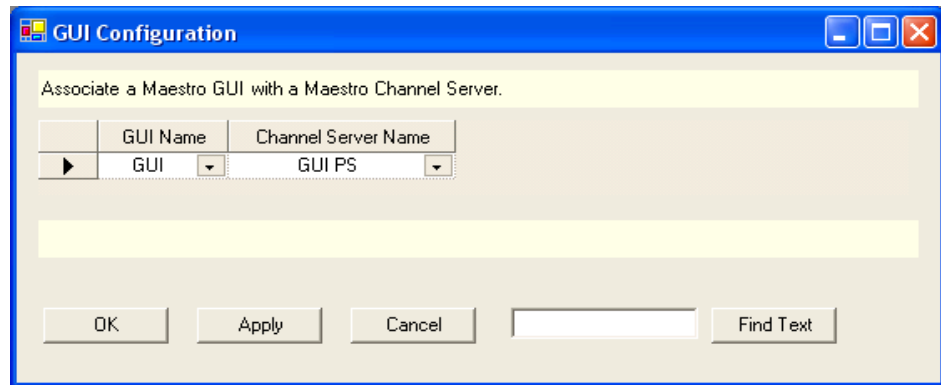 GUI Configuration
Associate a Maestro GUI with a Maestro Channel Server.
GUI Name Channel Server Name
GUI GUI PS
OK Apply Cancel Find Text